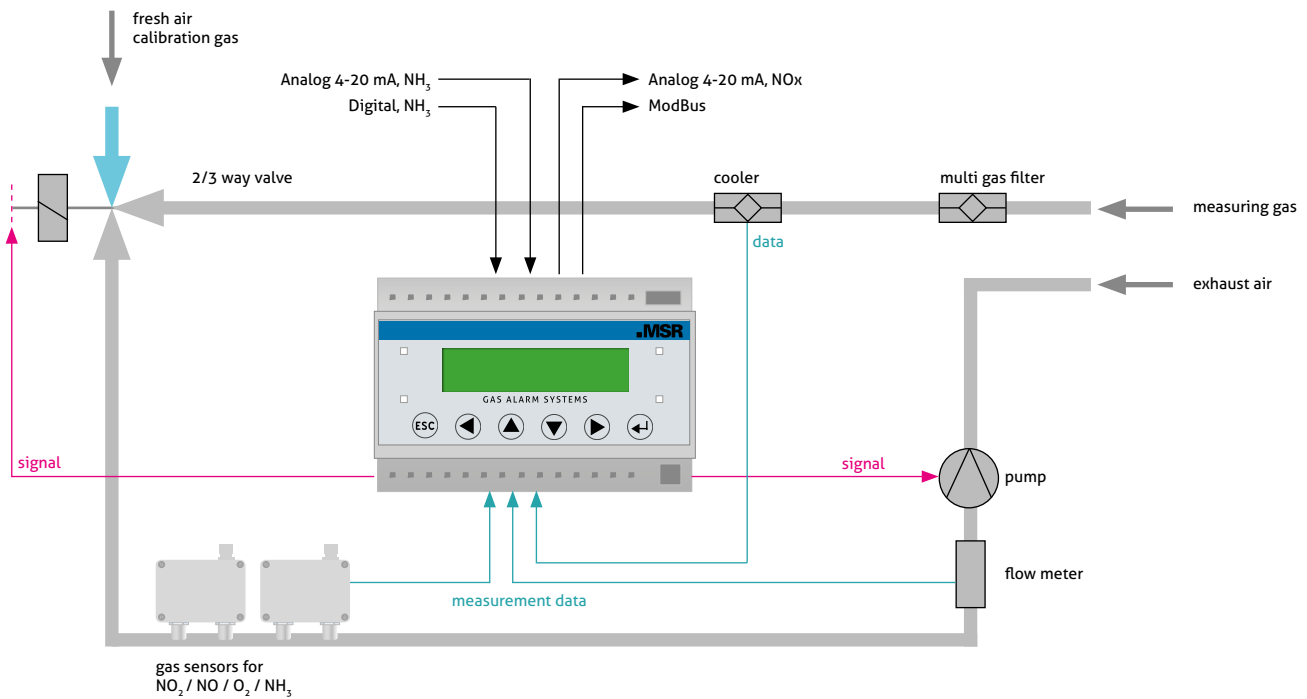 fresh air
calibration gas
Analog 4-20 mA, NH₃
Digital, NH₃
Analog 4-20 mA, NOx
ModBus
2/3 way valve
cooler
multi gas filter
measuring gas
data
exhaust air
.MSR
GAS ALARM SYSTEMS
ESC
signal
signal
pump
flow meter
measurement data
gas sensors for
NO₂ / NO / O₂ / NH₃